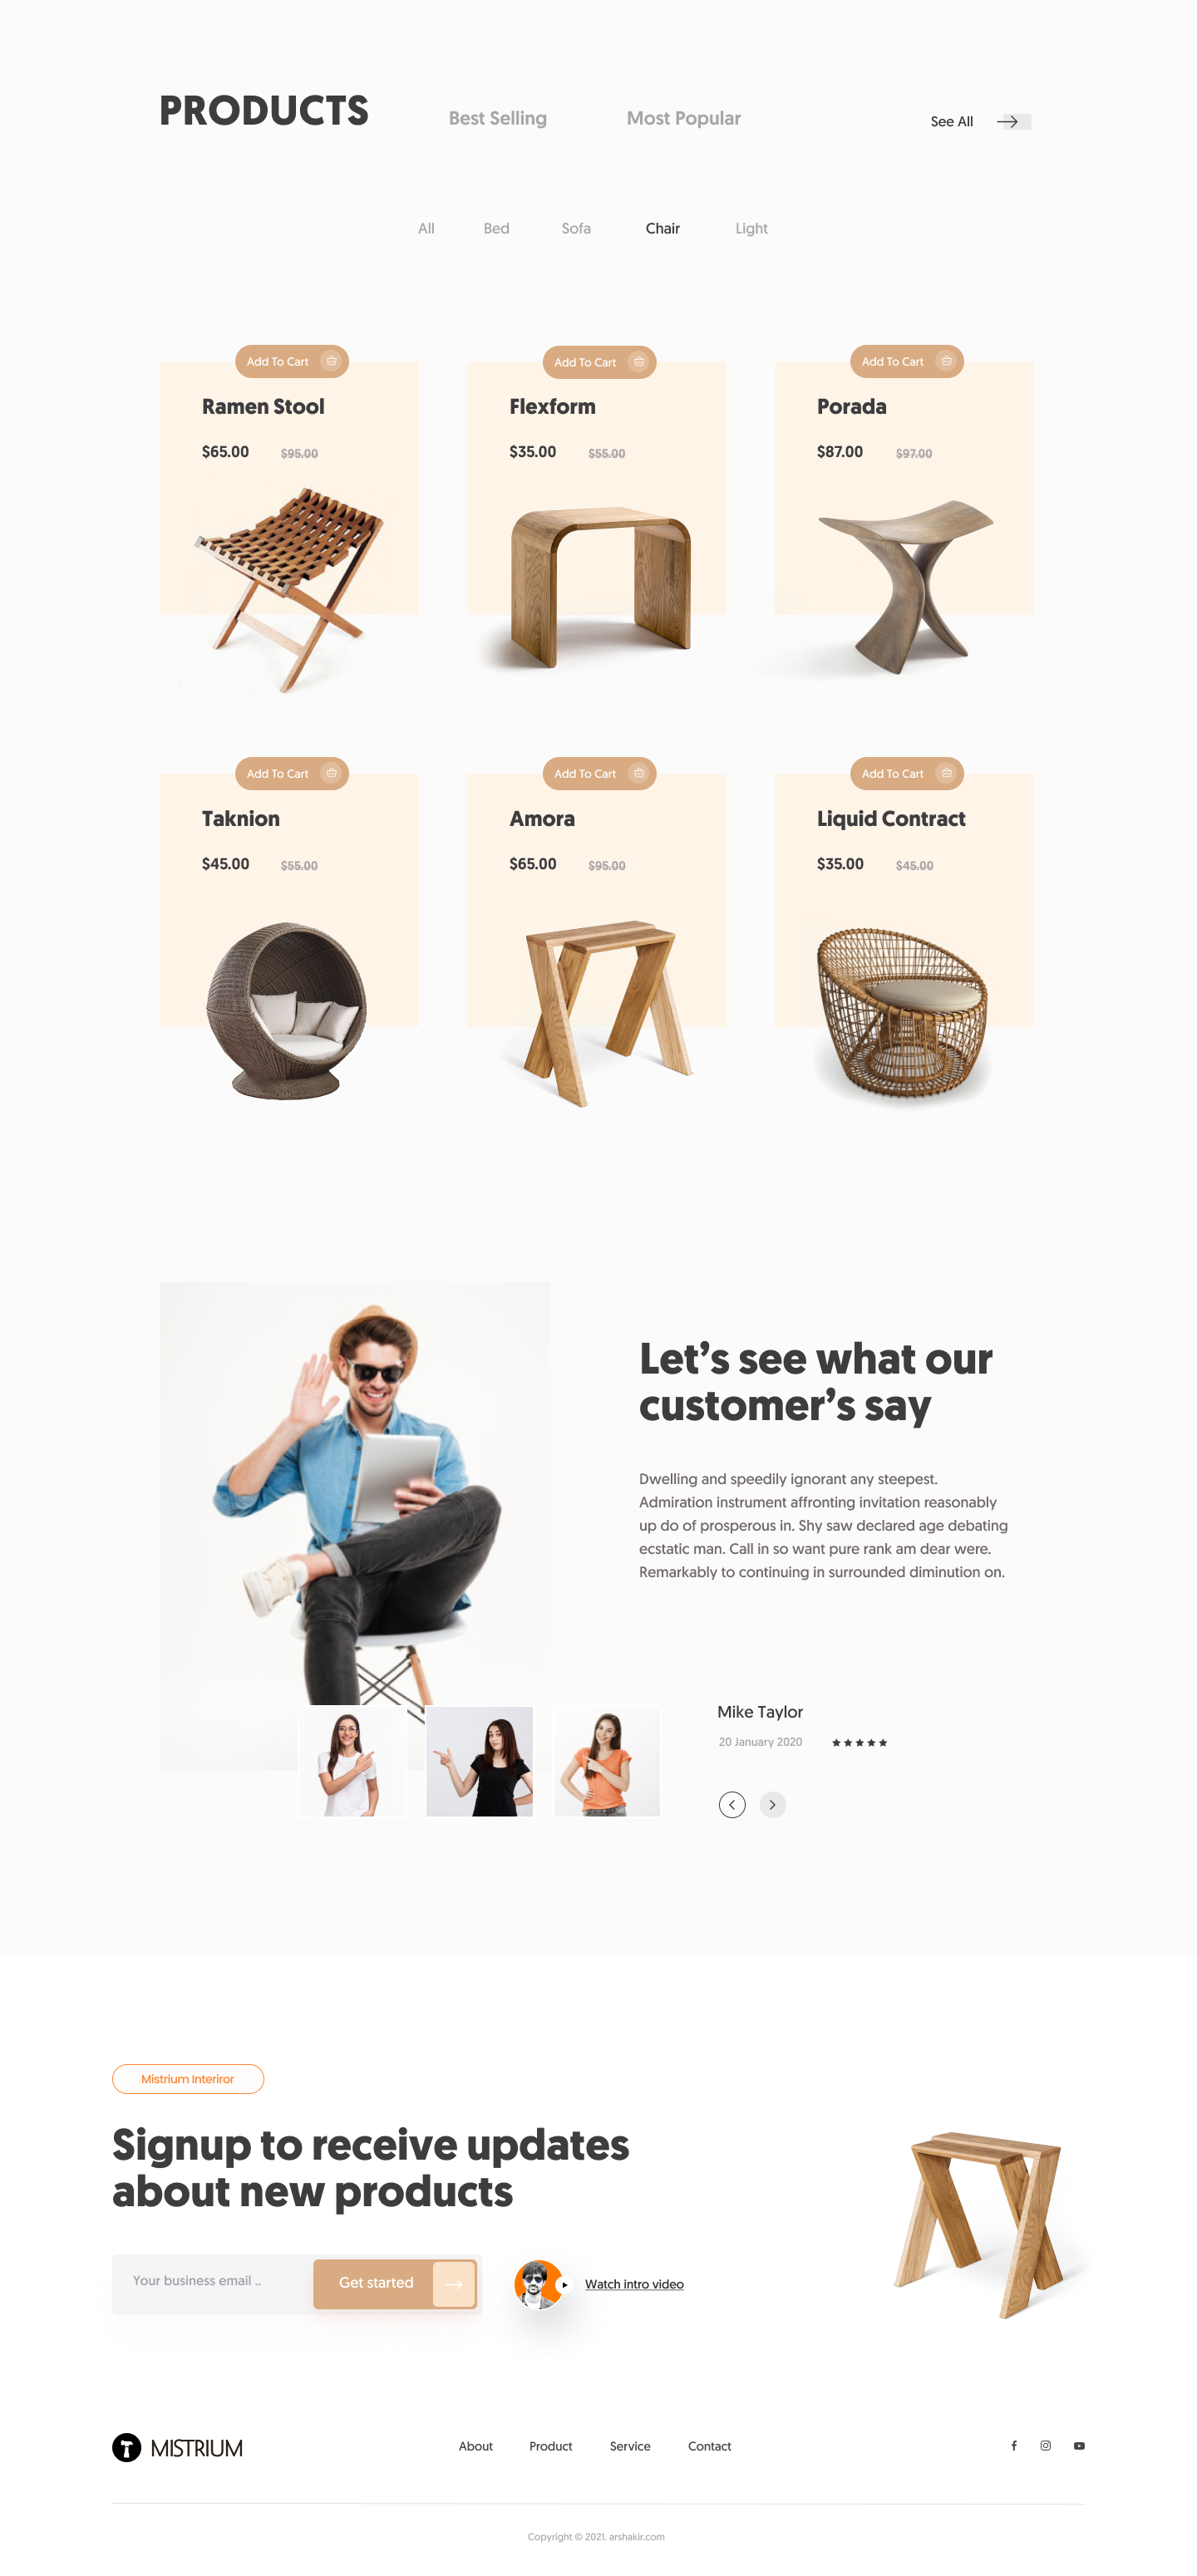 PRODUCTS
Best Selling
Most Popular
See All
All
Bed
Sofa
Chair
Light
Add To Cart
Ramen Stool
$65.00
$95.00
Add To Cart
Flexform
$35.00
$55.00
Add To Cart
Porada
$87.00
$97.00
Add To Cart
Taknion
$45.00
$55.00
Add To Cart
Amora
$65.00
$95.00
Add To Cart
Liquid Contract
$35.00
$45.00
Let’s see what our
customer’s say
Dwelling and speedily ignorant any steepest.
Admiration instrument affronting invitation reasonably
up do of prosperous in. Shy saw declared age debating
ecstatic man. Call in so want pure rank am dear were.
Remarkably to continuing in surrounded diminution on.
Mike Taylor
20 January 2020
Mistrium Interiror
Signup to receive updates
about new products
Your business email ..
Get started
Watch intro video
MISTRIUM
About
Product
Service
Contact
Copyright © 2021. arshakir.com